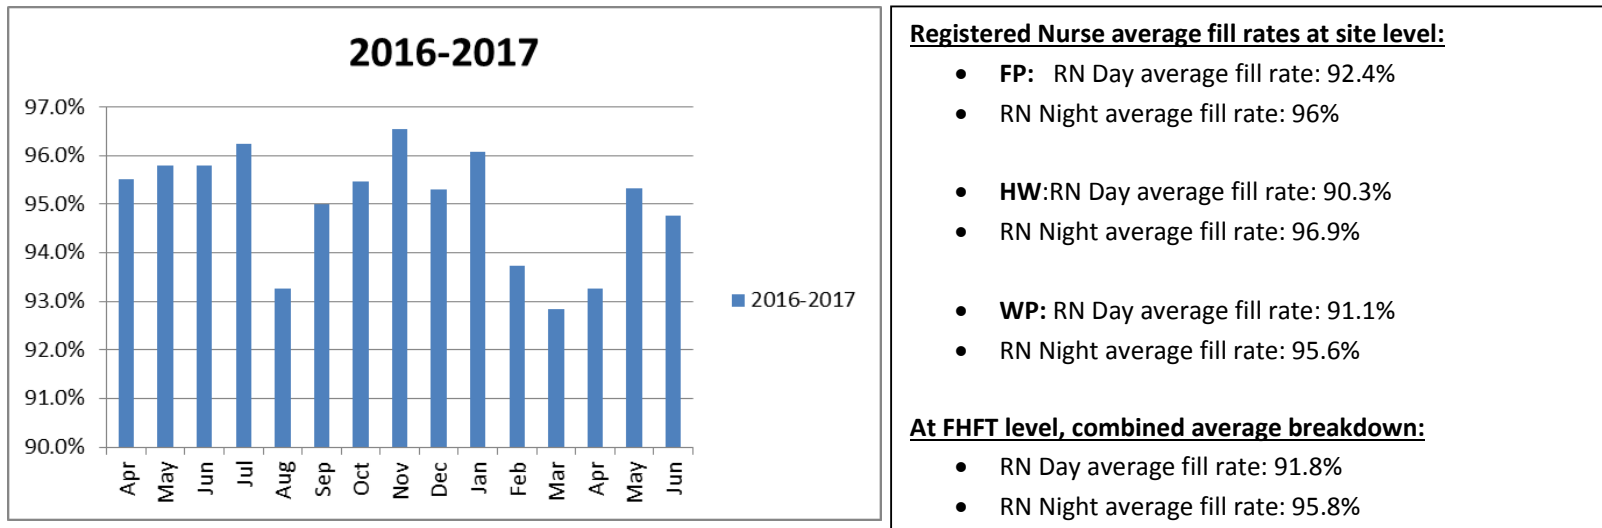 2016-2017
97.0%
96.0%
95.0%
94.0%
93.0%
92.0%
91.0%
90.0%
Apr
May
Jun
Jul
Aug
Sep
Oct
Nov
Dec
Jan
Feb
Mar
Apr
May
Jun
2016-2017
Registered Nurse average fill rates at site level:
• FP: RN Day average fill rate: 92.4%
• RN Night average fill rate: 96%
• HW:RN Day average fill rate: 90.3%
• RN Night average fill rate: 96.9%
• WP: RN Day average fill rate: 91.1%
• RN Night average fill rate: 95.6%
At FHFT level, combined average breakdown:
• RN Day average fill rate: 91.8%
• RN Night average fill rate: 95.8%